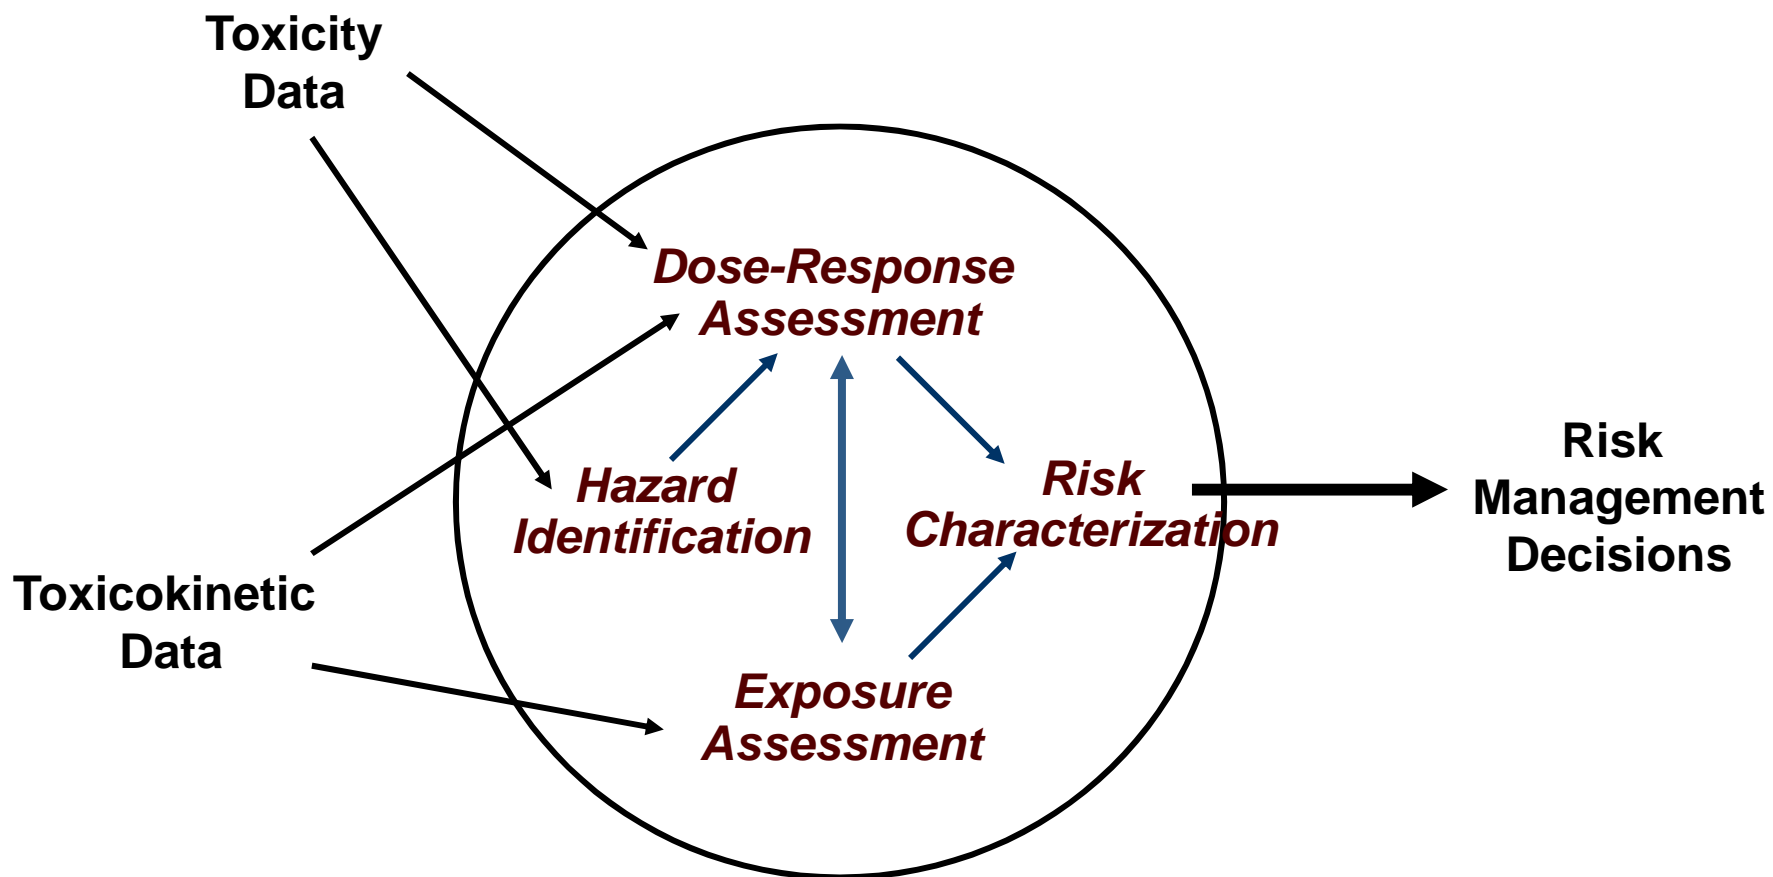 Toxicity
Data
Dose-Response
Assessment
Hazard
Identification
Risk
Characterization
Risk
Management
Decisions
Toxicokinetic
Data
Exposure
Assessment